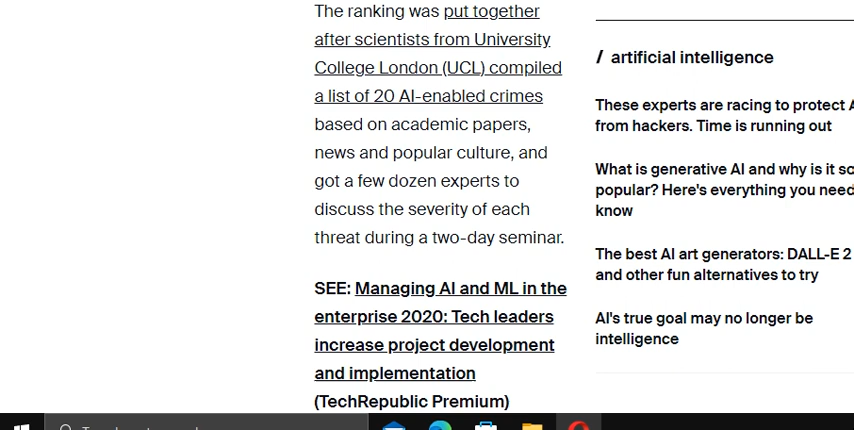 The ranking was put together
after scientists from University
College London (UCL) compiled
a list of 20 AI-enabled crimes
based on academic papers,
news and popular culture, and
got a few dozen experts to
discuss the severity of each
threat during a two-day seminar.
SEE: Managing AI and ML in the
enterprise 2020: Tech leaders
increase project development
and implementation
(TechRepublic Premium)
/ artificial intelligence
These experts are racing to protect
from hackers. Time is running out
What is generative AI and why is it
popular? Here's everything you need
know
The best AI art generators: DALL-E 2
and other fun alternatives to try
AI's true goal may no longer be
intelligence